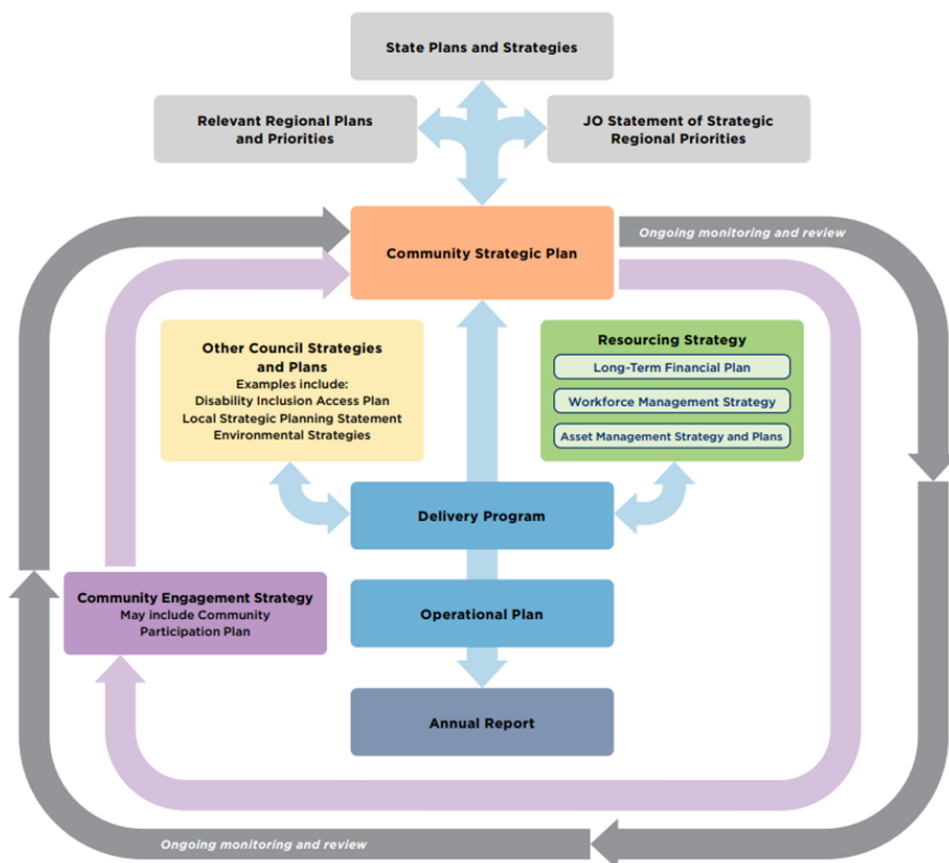 State Plans and Strategies
Relevant Regional Plans
and Priorities
JO Statement of Strategic
Regional Priorities
Community Strategic Plan
Ongoing monitoring and review
Other Council Strategies
and Plans
Examples include:
Disability Inclusion Access Plan
Local Strategic Planning Statement
Environmental Strategies
Resourcing Strategy
Long-Term Financial Plan
Workforce Management Strategy
Asset Management Strategy and Plans
Delivery Program
Community Engagement Strategy
May include Community
Participation Plan
Operational Plan
Annual Report
Ongoing monitoring and review